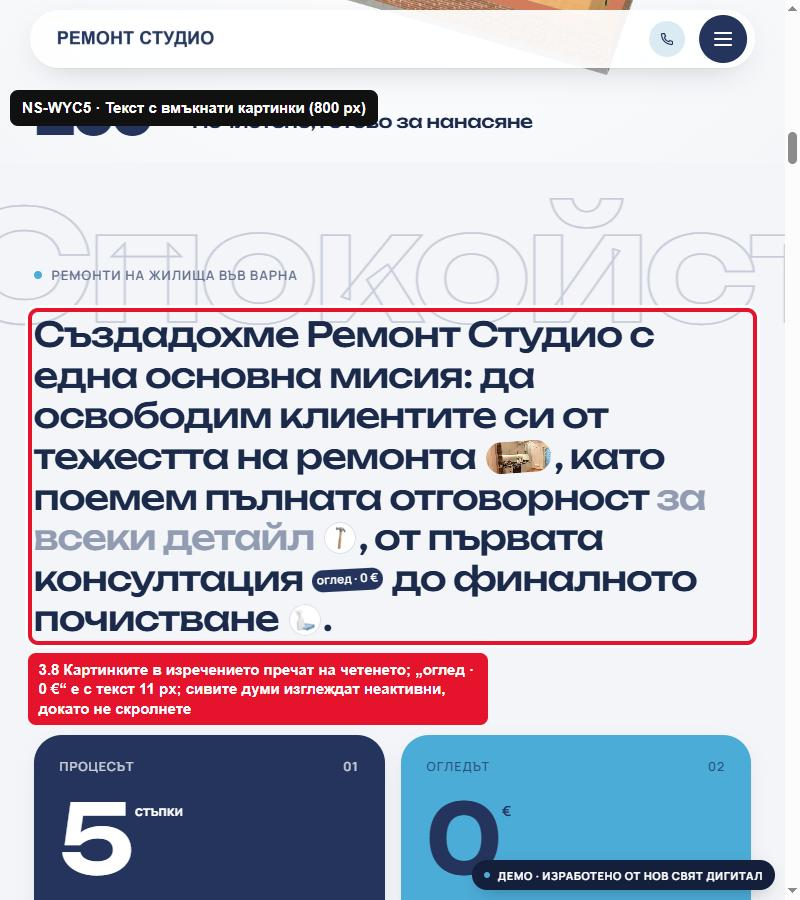 РЕМОНТ СТУДИО
NS-WYC5 · Текст с вмъкнати картинки (800 px)
за нанасяне
Спокойст
РЕМОНТИ НА ЖИЛИЩА ВЪВ ВАРНА
Създадохме Ремонт Студио с
една основна мисия: да
освободим клиентите си от
тежестта на ремонта , като
поемем пълната отговорност за
всеки детайл , от първата
консултация оглед · 0 € до финалното
почистване .
3.8 Картинките в изречението пречат на четенето; „оглед ·
0 €“ е с текст 11 px; сивите думи изглеждат неактивни,
докато не скролнете
ПРОЦЕСЪТ 01
5 стъпки
ОГЛЕДЪТ 02
0 €
ДЕМО · ИЗРАБОТЕНО ОТ НОВ СВЯТ ДИГИТАЛ